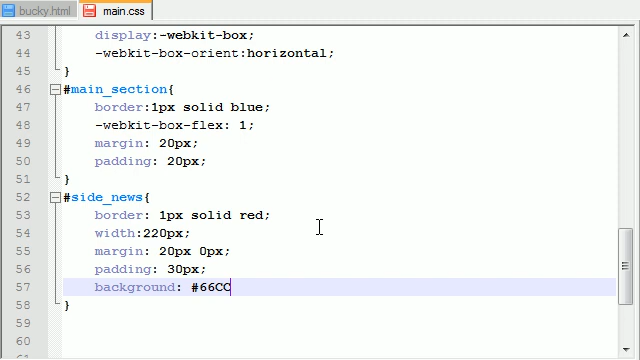 bucky.html main.css
43 display:-webkit-box;
44 -webkit-box-orient:horizontal;
45 }
46 #main_section{
47 border:1px solid blue;
48 -webkit-box-flex: 1;
49 margin: 20px;
50 padding: 20px;
51 }
52 #side_news{
53 border: 1px solid red;
54 width:220px;
55 margin: 20px 0px;
56 padding: 30px;
57 background: #66CC
58 }
59
60
61